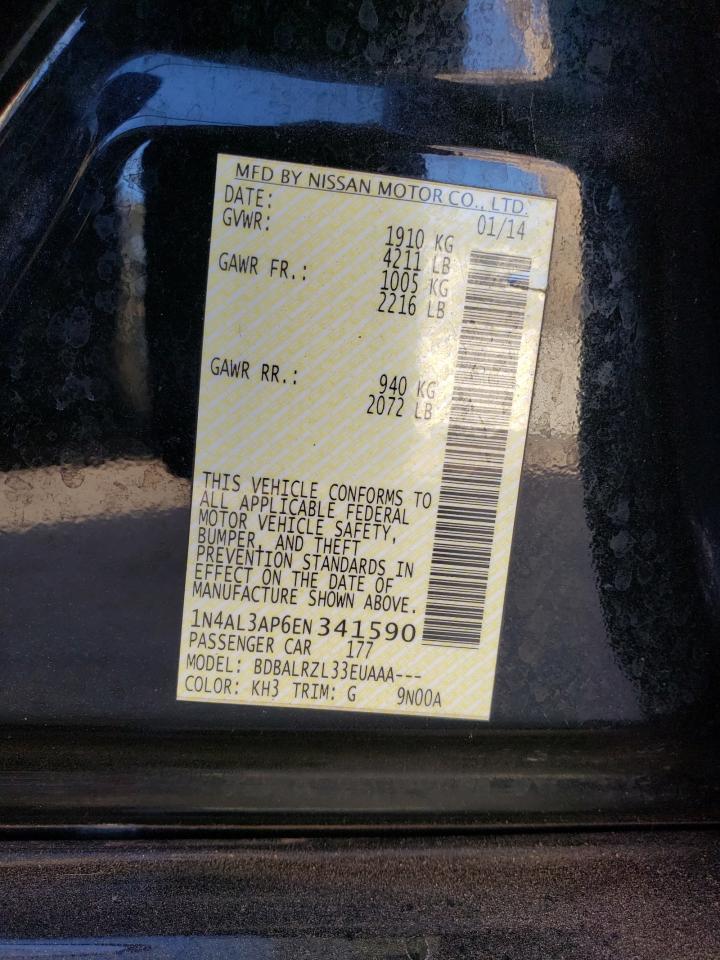 MFD BY NISSAN MOTOR CO., LTD.
DATE: 01/14
GVWR: 1910 KG
4211 LB
GAWR FR.: 1005 KG
2216 LB
GAWR RR.: 940 KG
2072 LB
THIS VEHICLE CONFORMS TO
ALL APPLICABLE FEDERAL
MOTOR VEHICLE SAFETY,
BUMPER, AND THEFT
PREVENTION STANDARDS IN
EFFECT ON THE DATE OF
MANUFACTURE SHOWN ABOVE.
1N4AL3AP6EN341590
PASSENGER CAR 177
MODEL: BDBALRZL33EUAAA---
COLOR: KH3 TRIM: G 9N00A